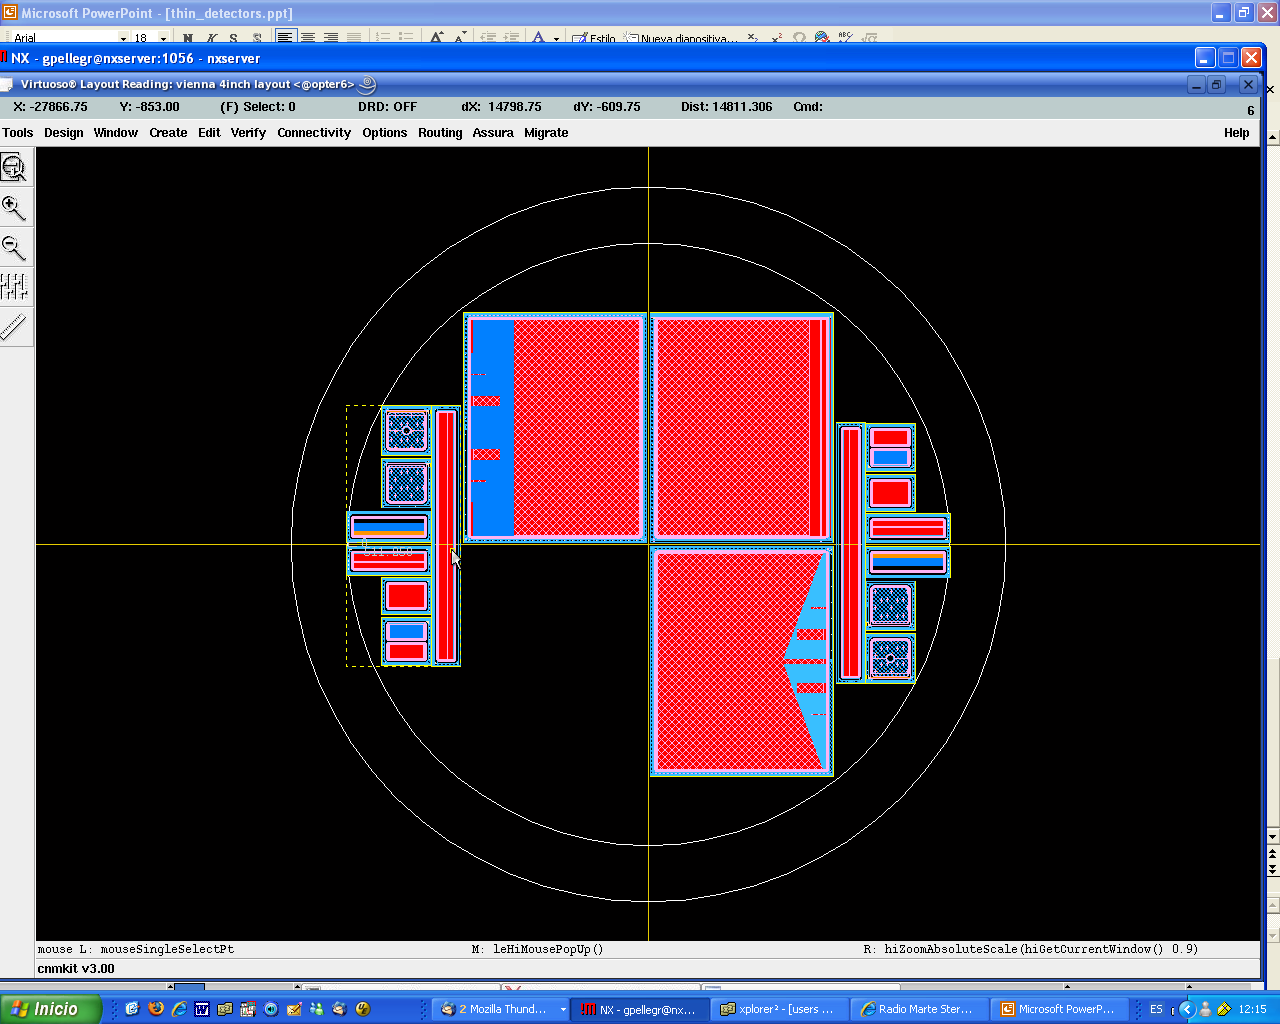 Microsoft PowerPoint - [thin_detectors.ppt]
Arial 18 N K S S A A A Estilo Nueva diapositiva...
NX - gpellegr@nxserver:1056 - nxserver
Virtuoso® Layout Reading: vienna 4inch layout <@opter6>
X: -27866.75 Y: -853.00 (F) Select: 0 DRD: OFF dX: 14798.75 dY: -609.75 Dist: 14811.306 Cmd:
6
Tools Design Window Create Edit Verify Connectivity Options Routing Assura Migrate Help
mouse L: mouseSingleSelectPt M: leHiMousePopUp() R: hiZoomAbsoluteScale(hiGetCurrentWindow() 0.9)
cnmkit v3.00
Inicio 2 Mozilla Thund... NX - gpellegr@nx... xplorer² - [users ... Radio Marte Ster... Microsoft PowerP... ES 12:15